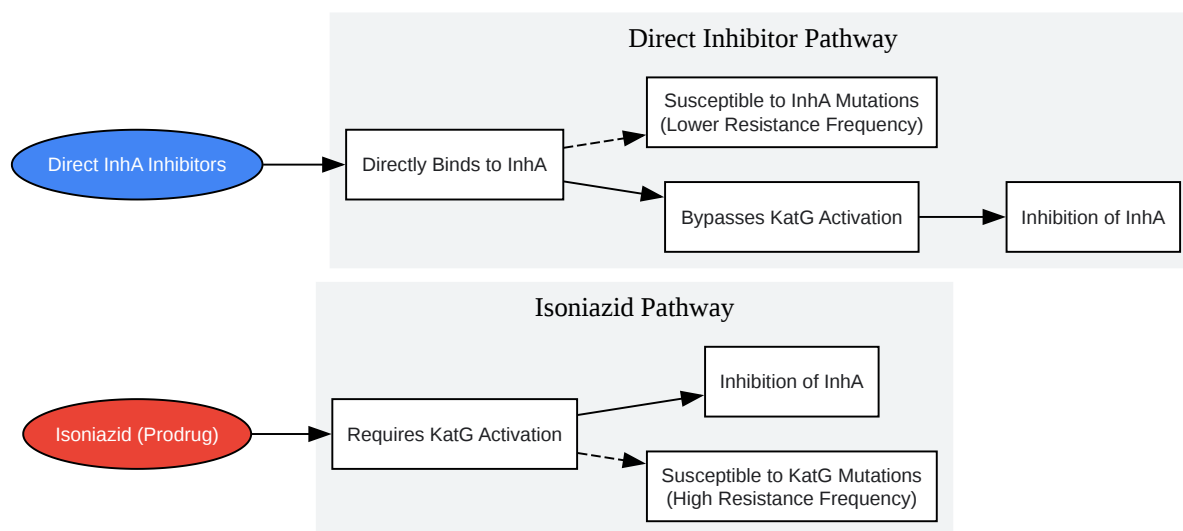 Direct Inhibitor Pathway
Direct InhA Inhibitors
Directly Binds to InhA
Susceptible to InhA Mutations
(Lower Resistance Frequency)
Bypasses KatG Activation
Inhibition of InhA
Isoniazid Pathway
Isoniazid (Prodrug)
Requires KatG Activation
Inhibition of InhA
Susceptible to KatG Mutations
(High Resistance Frequency)